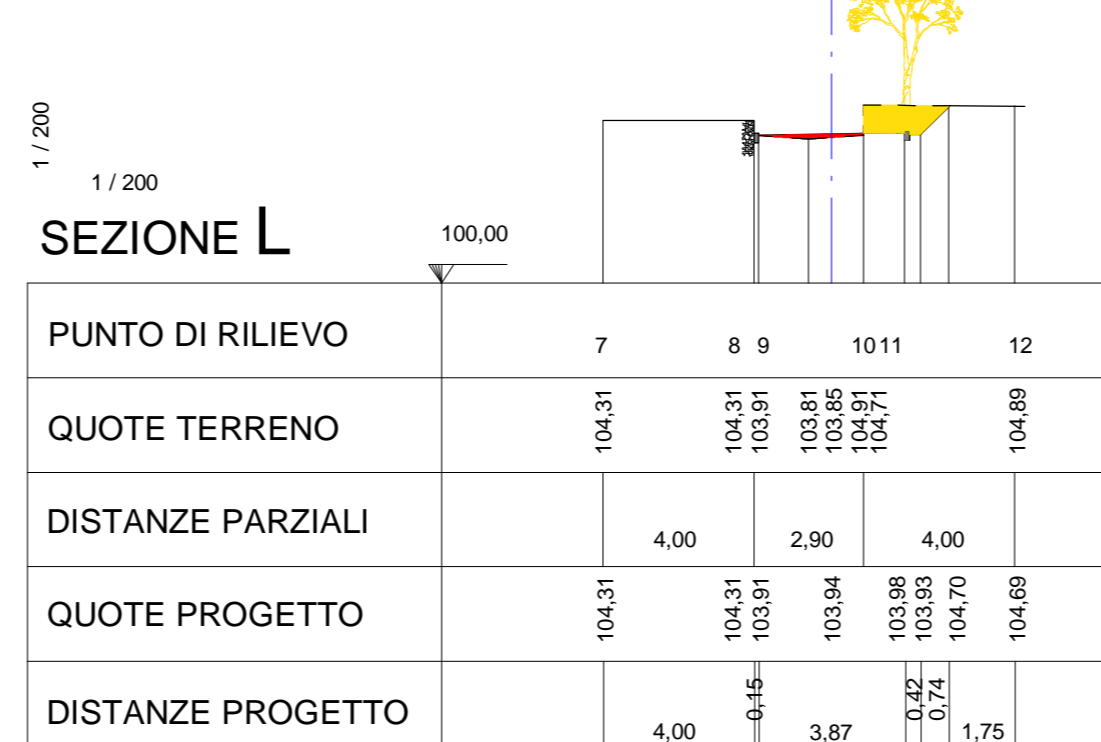 1 / 200
1 / 200
SEZIONE L
100,00
PUNTO DI RILIEVO
7 8 9 10 11 12
QUOTE TERRENO
104,31 104,31 103,91 103,81 103,85 104,91 104,71 104,89
DISTANZE PARZIALI
4,00 2,90 4,00
QUOTE PROGETTO
104,31 104,31 103,91 103,94 103,98 103,93 104,70 104,69
DISTANZE PROGETTO
4,00 0,15 3,87 0,42 0,74 1,75